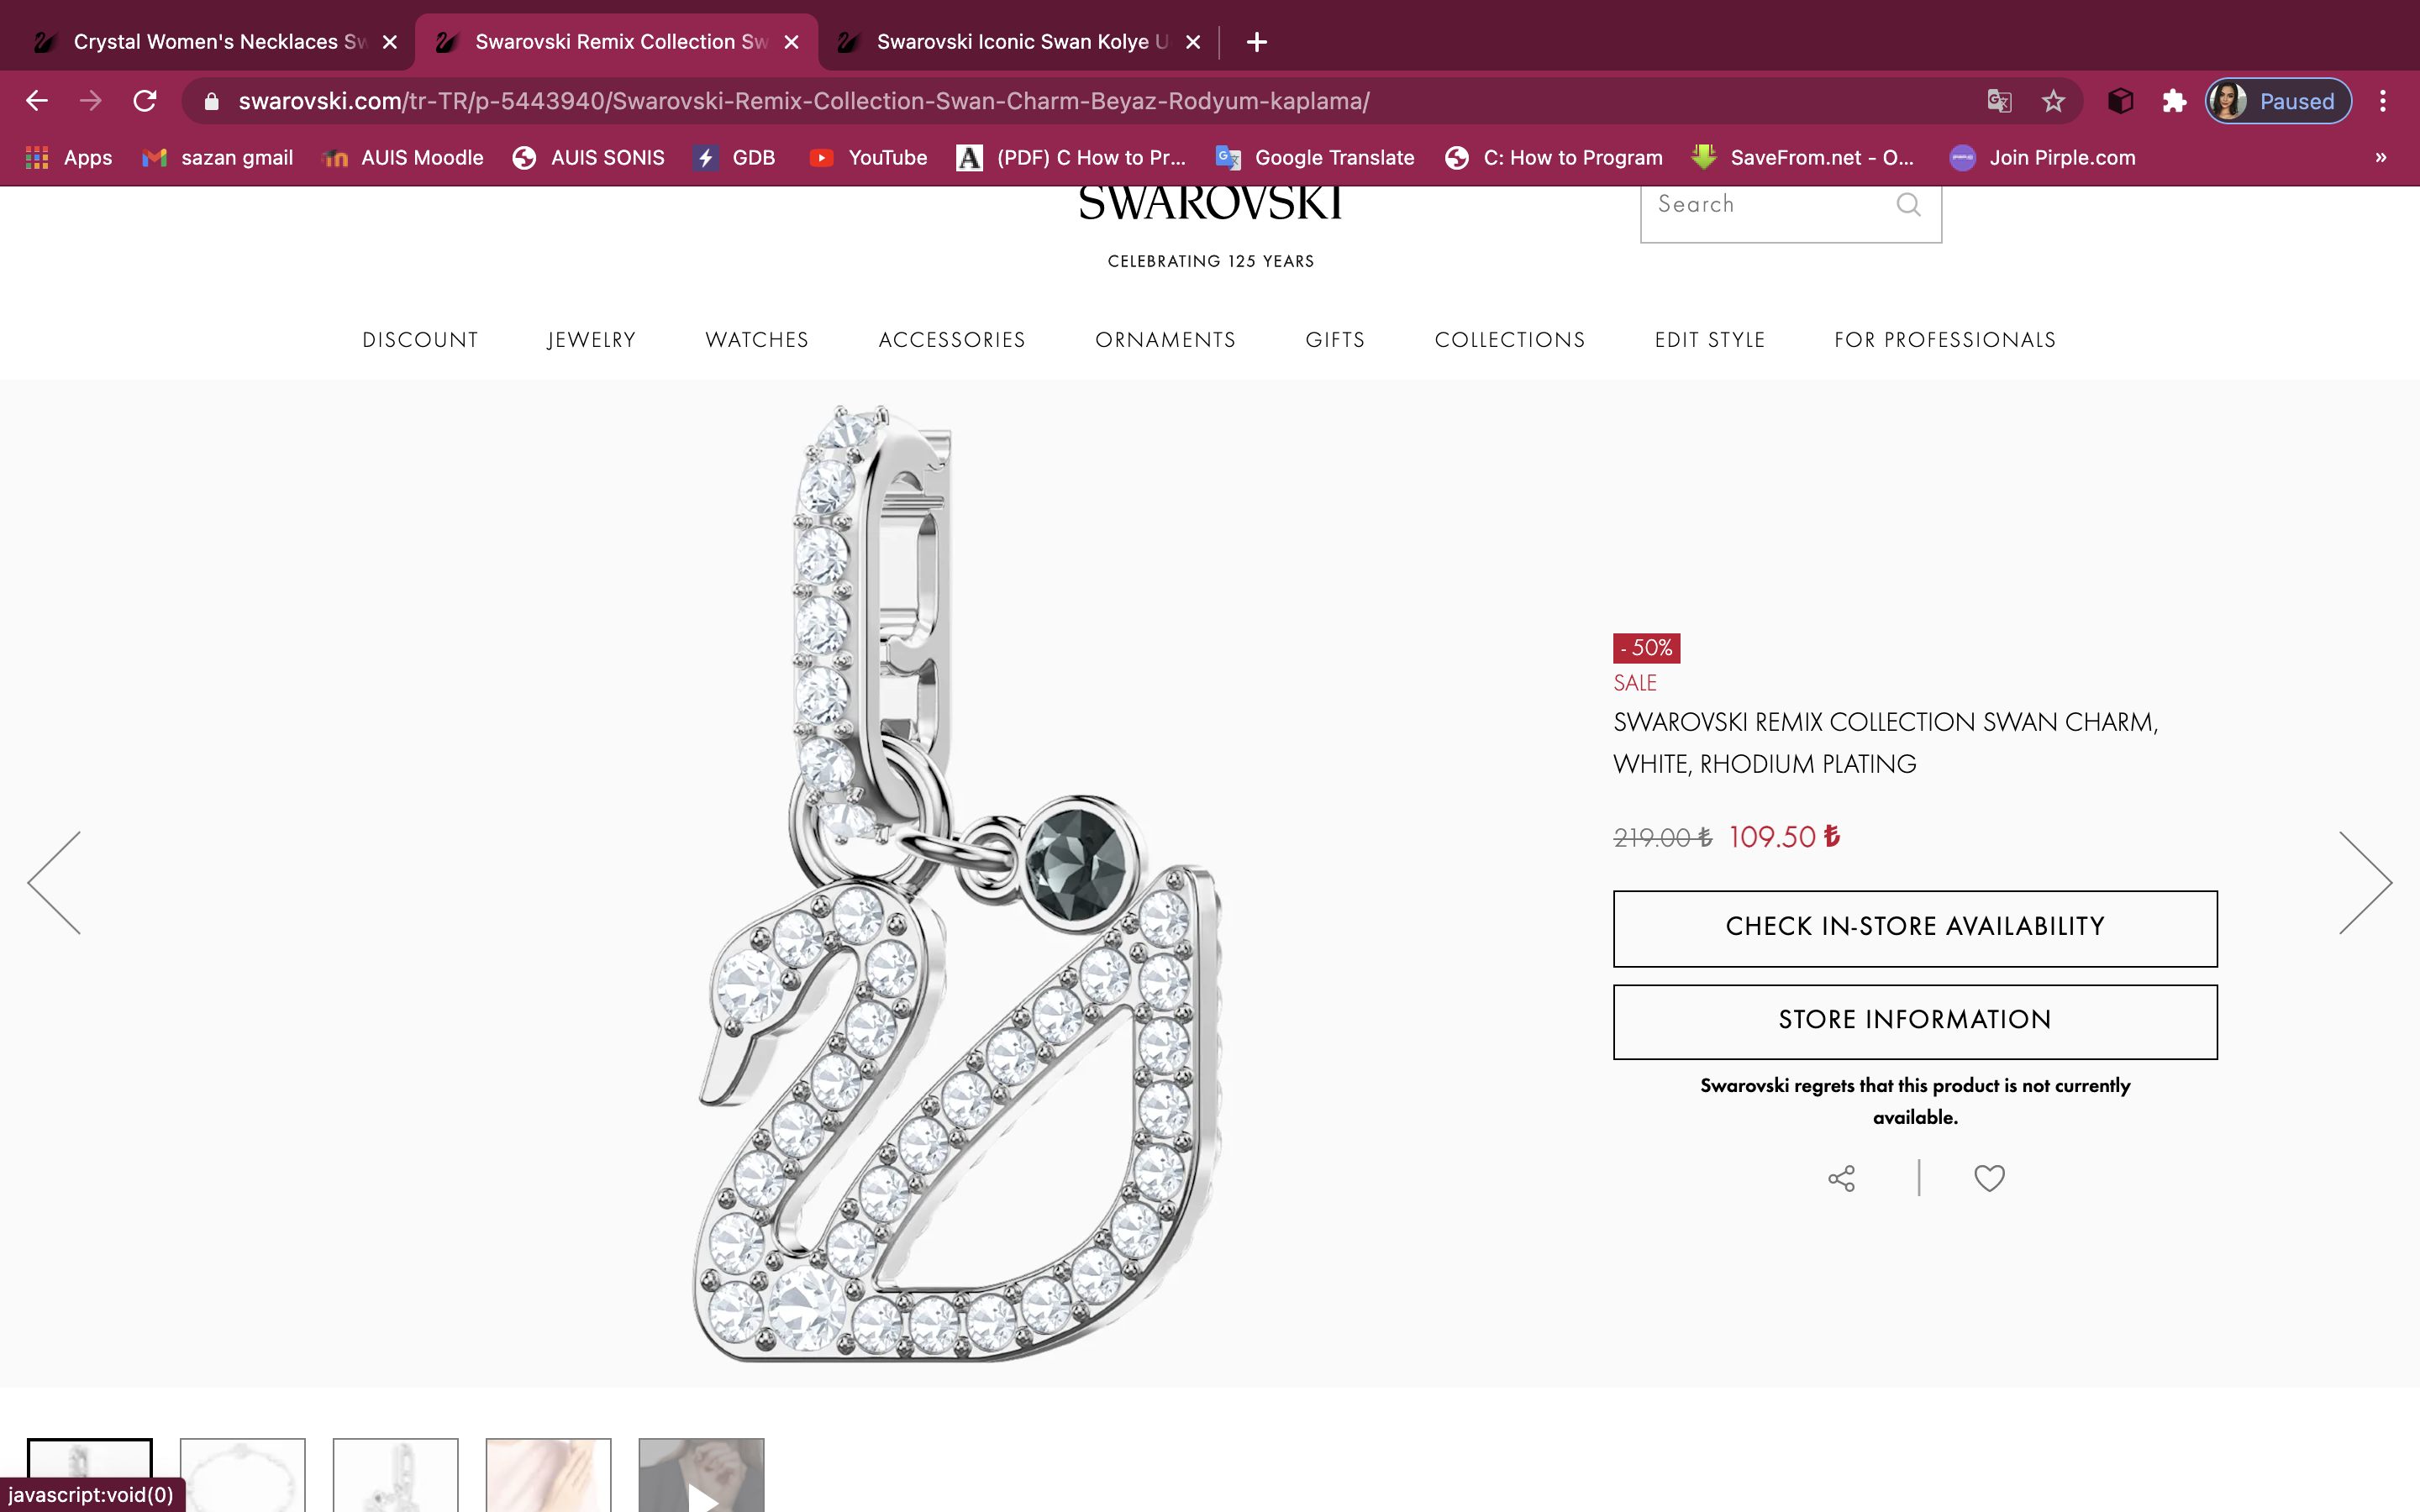 Crystal Women's Necklaces Sw
Swarovski Remix Collection Sw
Swarovski Iconic Swan Kolye U
swarovski.com/tr-TR/p-5443940/Swarovski-Remix-Collection-Swan-Charm-Beyaz-Rodyum-kaplama/
Paused
Apps
sazan gmail
AUIS Moodle
AUIS SONIS
GDB
YouTube
(PDF) C How to Pr...
Google Translate
C: How to Program
SaveFrom.net - O...
Join Pirple.com
»
SWAROVSKI
CELEBRATING 125 YEARS
Search
DISCOUNT
JEWELRY
WATCHES
ACCESSORIES
ORNAMENTS
GIFTS
COLLECTIONS
EDIT STYLE
FOR PROFESSIONALS
- 50%
SALE
SWAROVSKI REMIX COLLECTION SWAN CHARM,
WHITE, RHODIUM PLATING
219.00 ₺ 109.50 ₺
CHECK IN-STORE AVAILABILITY
STORE INFORMATION
Swarovski regrets that this product is not currently
available.
javascript:void(0)